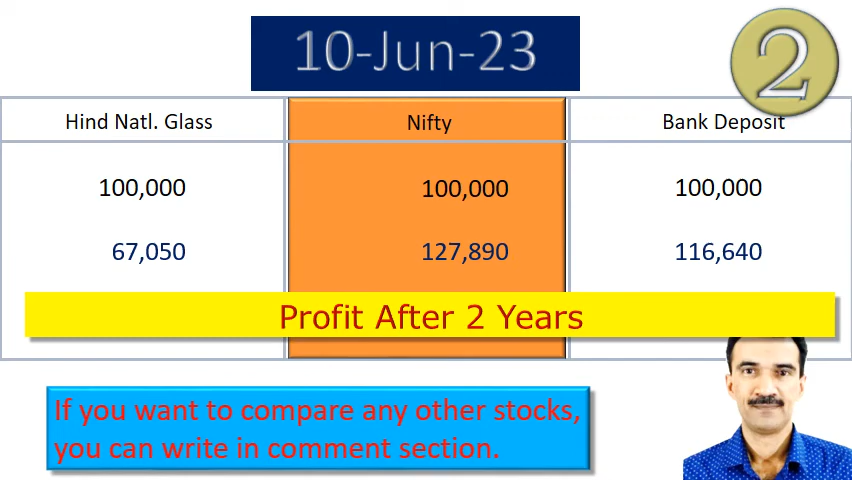 10-Jun-23
2
Hind Natl. Glass Nifty Bank Deposit
100,000 100,000 100,000
67,050 127,890 116,640
Profit After 2 Years
If you want to compare any other stocks,
you can write in comment section.